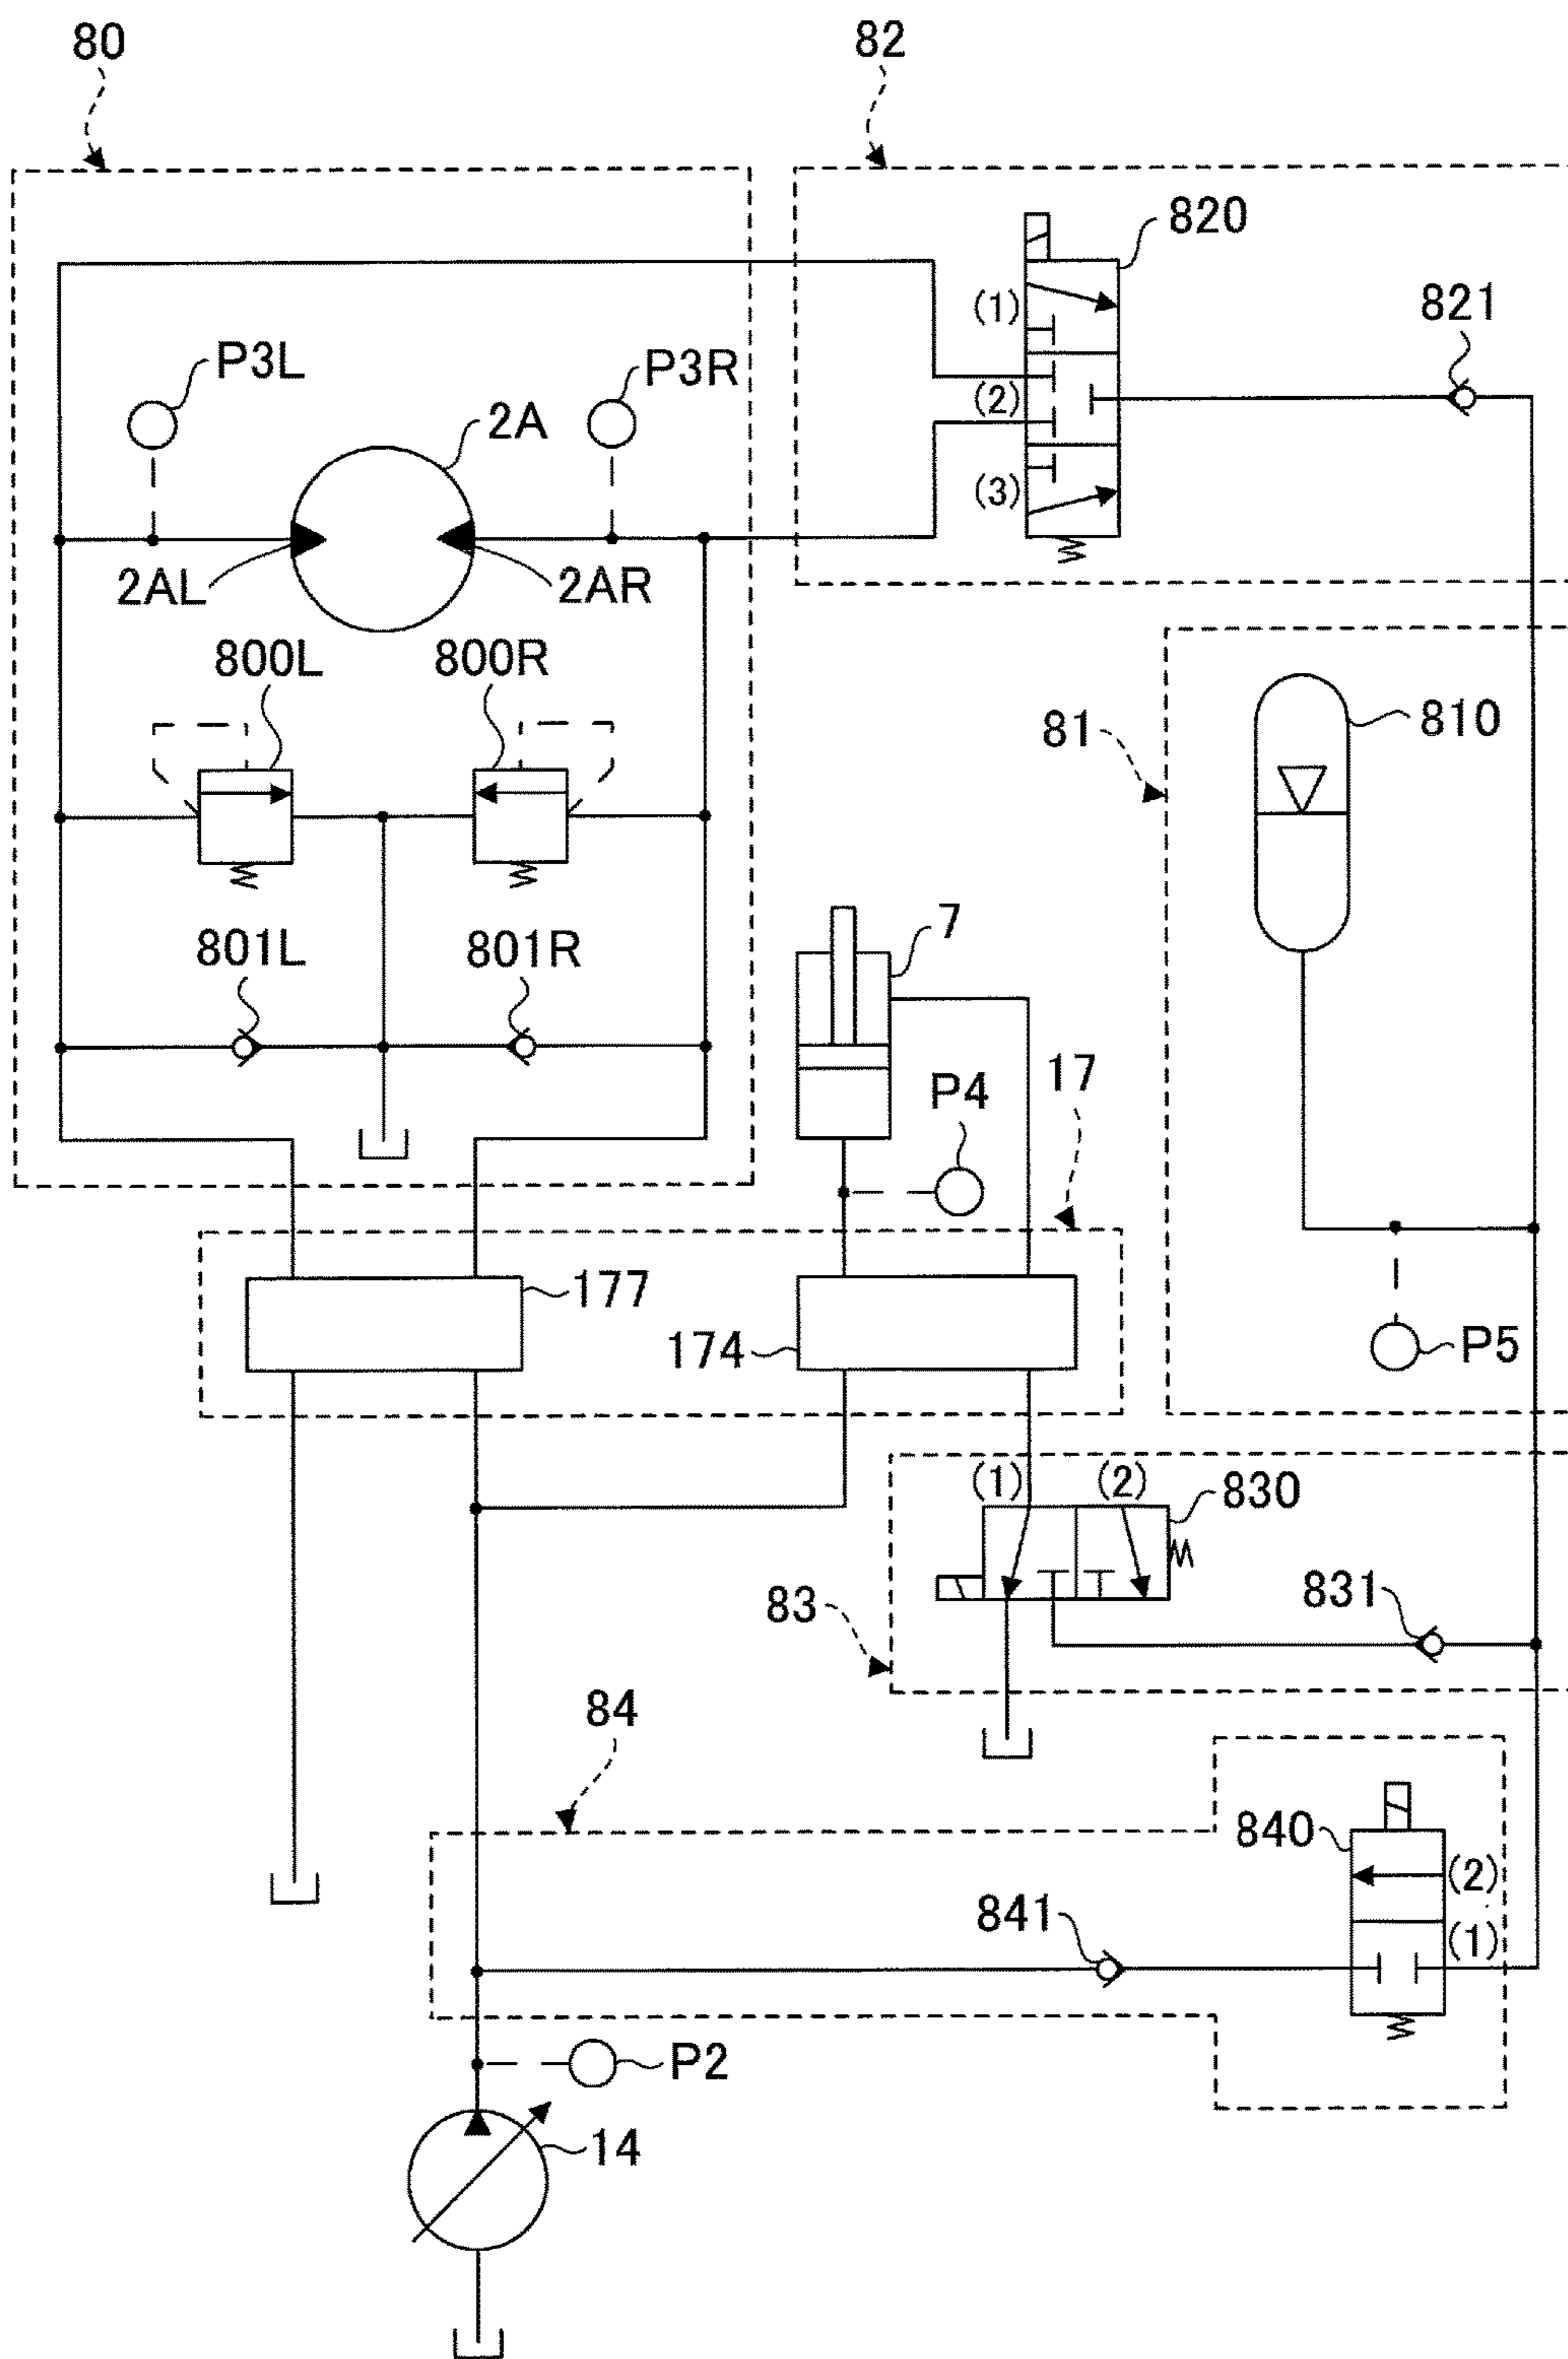 80
82
820
(1)
821
P3L
P3R
(2)
2A
(3)
2AL
2AR
800L
800R
81
810
7
801L
801R
17
P4
177
174
P5
(1)
(2)
830
83
831
84
840
(2)
841
(1)
P2
14